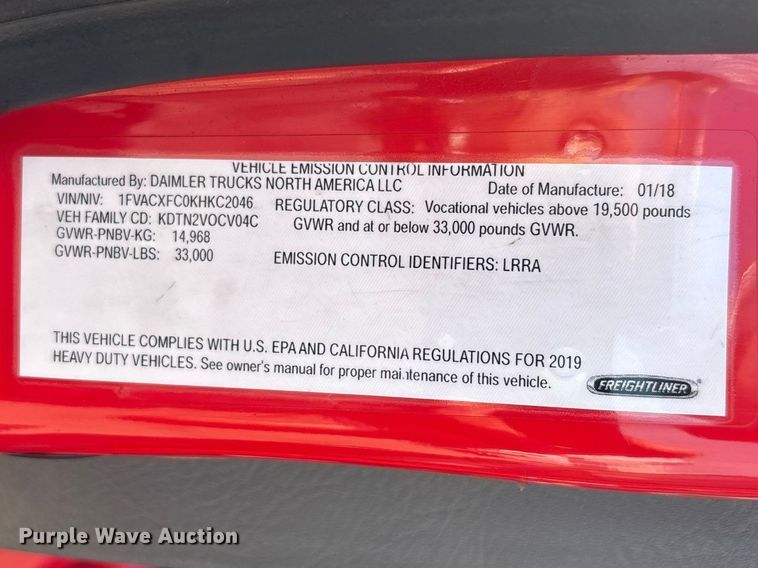 VEHICLE EMISSION CONTROL INFORMATION
Manufactured By: DAIMLER TRUCKS NORTH AMERICA LLC Date of Manufacture: 01/18
VIN/NIV: 1FVACXFC0KHKC2046 REGULATORY CLASS: Vocational vehicles above 19,500 pounds
VEH FAMILY CD: KDTN2VOCV04C GVWR and at or below 33,000 pounds GVWR.
GVWR-PNBV-KG: 14,968
GVWR-PNBV-LBS: 33,000 EMISSION CONTROL IDENTIFIERS: LRRA
THIS VEHICLE COMPLIES WITH U.S. EPA AND CALIFORNIA REGULATIONS FOR 2019
HEAVY DUTY VEHICLES. See owner's manual for proper maintenance of this vehicle.
FREIGHTLINER
Purple Wave Auction